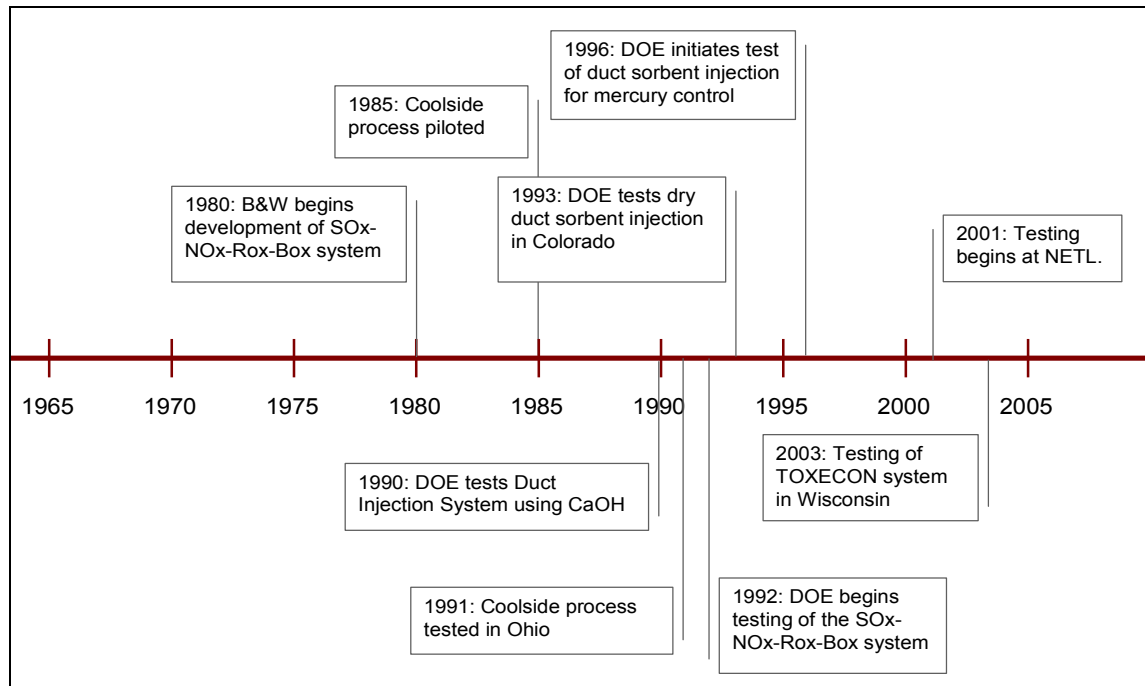 1996: DOE initiates test
of duct sorbent injection
for mercury control
1985: Coolside
process piloted
1993: DOE tests dry
duct sorbent injection
in Colorado
1980: B&W begins
development of SOx-
NOx-Rox-Box system
2001: Testing
begins at NETL.
1965 1970 1975 1980 1985 1990 1995 2000 2005
2003: Testing of
TOXECON system
in Wisconsin
1990: DOE tests Duct
Injection System using CaOH
1991: Coolside process
tested in Ohio
1992: DOE begins
testing of the SOx-
NOx-Rox-Box system